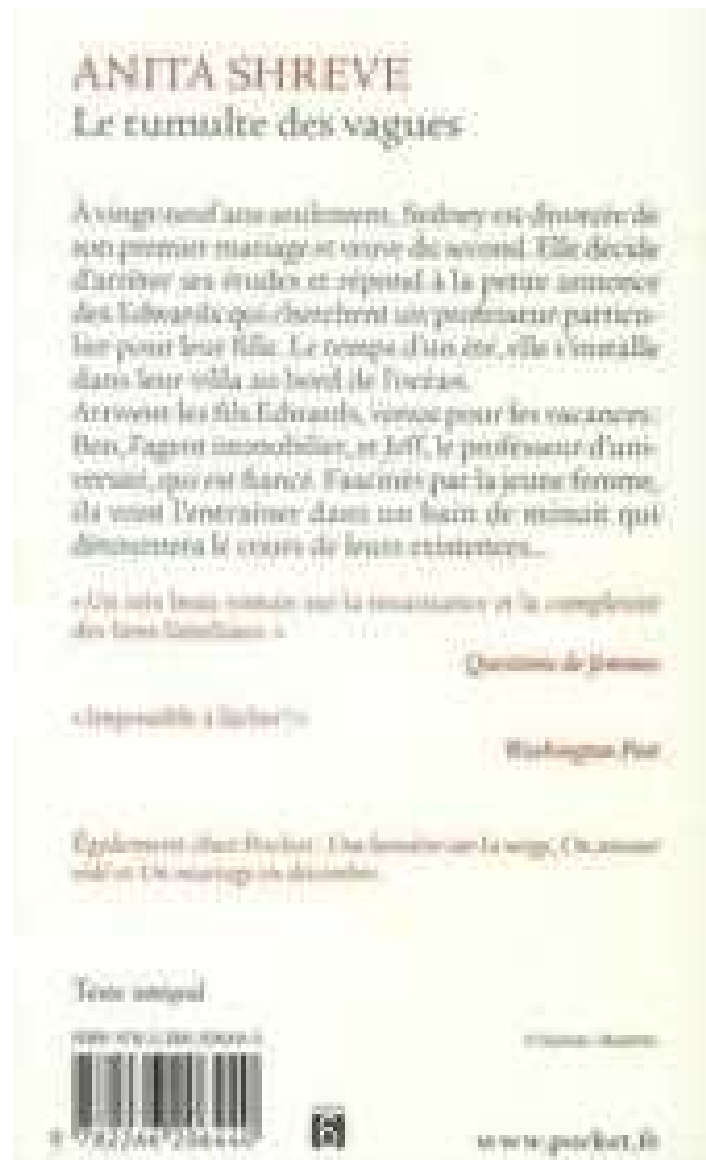 ANITA SHREVE
Le tumulte des vagues
À vingt-neuf ans seulement, Sydney est divorcée de
son premier mariage et veuve du second. Elle décide
d'arrêter ses études et répond à la petite annonce
des Edwards qui cherchent un professeur particu-
lier pour leur fille. Le temps d'un été, elle s'installe
dans leur villa au bord de l'océan.
Arrivent les fils Edwards, venus pour les vacances :
Ben, l'agent immobilier, et Jeff, le professeur d'uni-
versité, qui est fiancé. Fascinés par la jeune femme,
ils vont l'entraîner dans un bain de minuit qui
détournera le cours de leurs existences...
« Un très beau roman sur la renaissance et la complexité
des liens familiaux. »
Questions de femmes
« Impossible à lâcher ! »
Washington Post
Également chez Pocket : Une lumière sur la neige, Un amour
volé et Un mariage en décembre
Texte intégral
ISBN
www.pocket.fr